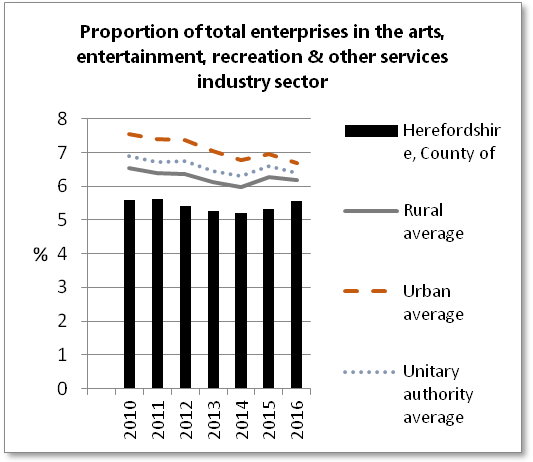 Proportion of total enterprises in the arts,
entertainment, recreation & other services
industry sector
8
7
6
5
4
3
2
1
0
%
2010
2011
2012
2013
2014
2015
2016
Herefordshir
e, County of
Rural
average
Urban
average
Unitary
authority
average